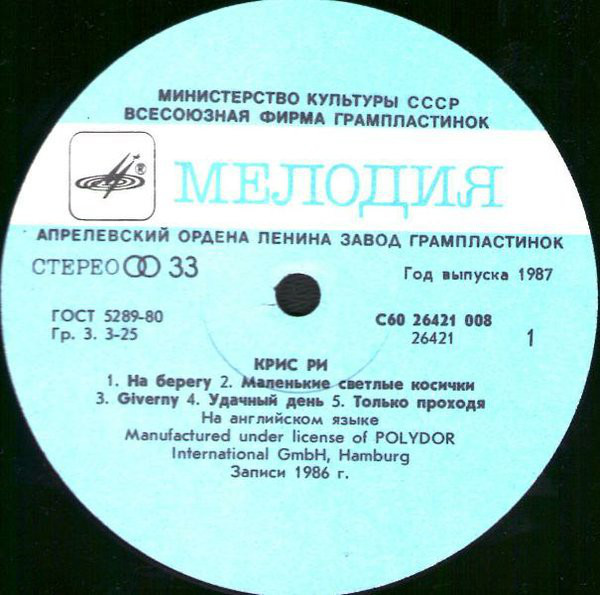 МИНИСТЕРСТВО КУЛЬТУРЫ СССР
ВСЕСОЮЗНАЯ ФИРМА ГРАМПЛАСТИНОК
®
МЕЛОДИЯ
АПРЕЛЕВСКИЙ ОРДЕНА ЛЕНИНА ЗАВОД ГРАМПЛАСТИНОК
СТЕРЕО 33
Год выпуска 1987
ГОСТ 5289-80
Гр. 3. 3-25
С60 26421 008
26421
1
КРИС РИ
1. На берегу 2. Маленькие светлые косички
3. Giverny 4. Удачный день 5. Только проходя
На английском языке
Manufactured under license of POLYDOR
International GmbH, Hamburg
Записи 1986 г.